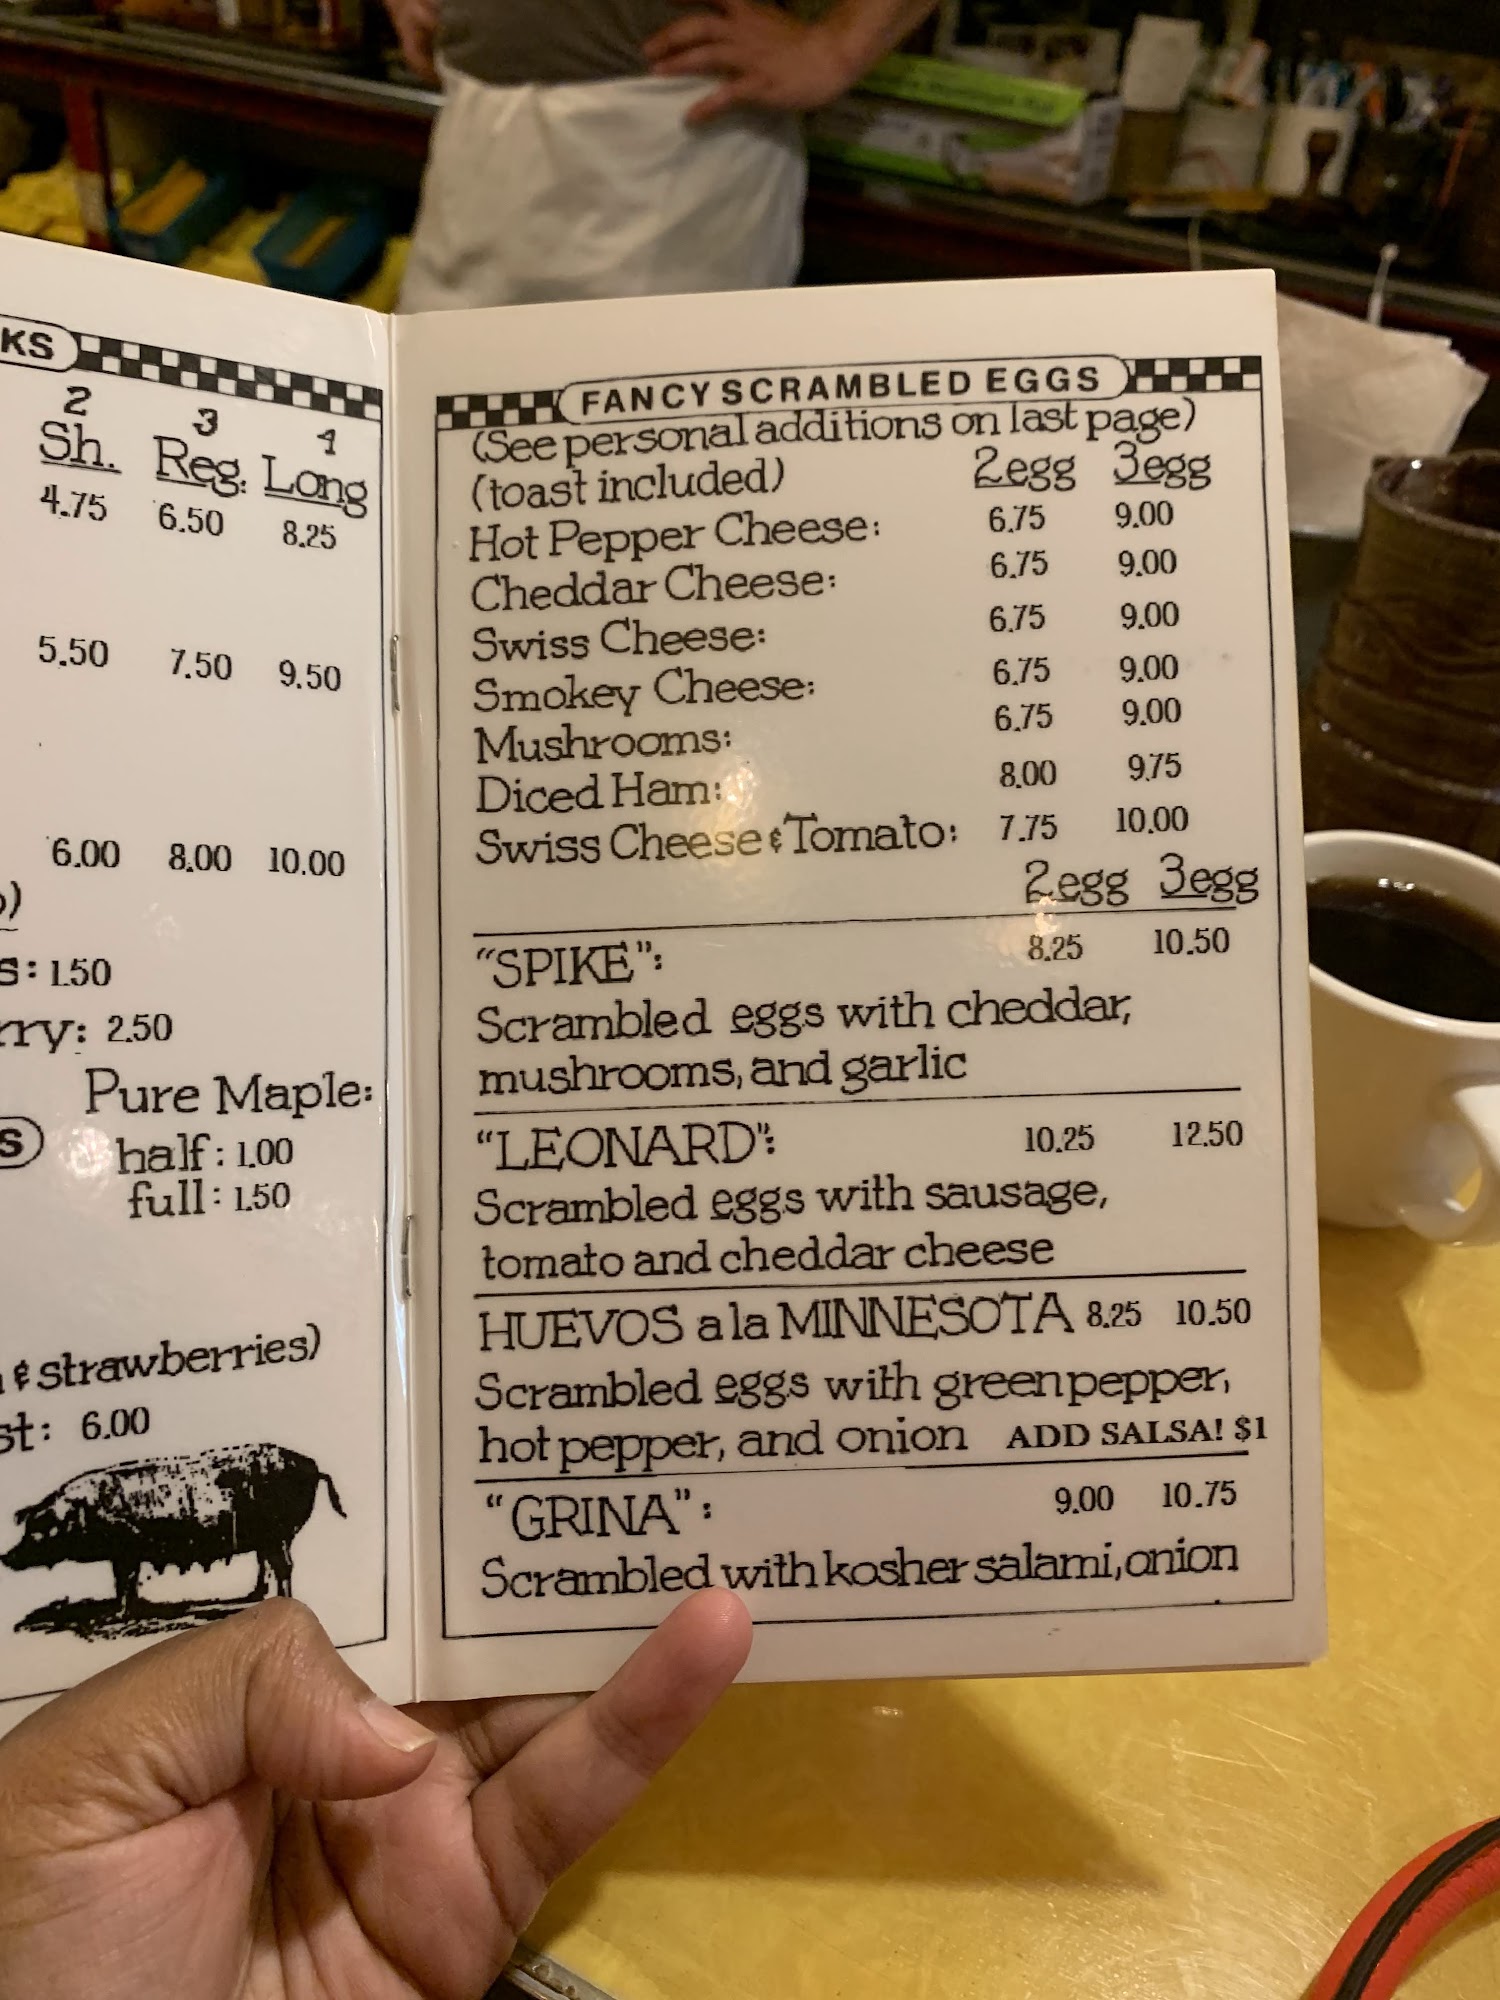 KS
2 3 4
Sh. Reg. Long
4.75 6.50 8.25
5.50 7.50 9.50
6.00 8.00 10.00
1.50
2.50
Pure Maple:
half: 1.00
full: 1.50
& strawberries)
6.00
FANCY SCRAMBLED EGGS
(See personal additions on last page)
(toast included) 2egg 3egg
Hot Pepper Cheese: 6.75 9.00
Cheddar Cheese: 6.75 9.00
Swiss Cheese: 6.75 9.00
Smokey Cheese: 6.75 9.00
Mushrooms: 6.75 9.00
Diced Ham: 8.00 9.75
Swiss Cheese & Tomato: 7.75 10.00
2egg 3egg
"SPIKE": 8.25 10.50
Scrambled eggs with cheddar,
mushrooms, and garlic
"LEONARD": 10.25 12.50
Scrambled eggs with sausage,
tomato and cheddar cheese
HUEVOS a la MINNESOTA 8.25 10.50
Scrambled eggs with green pepper,
hot pepper, and onion ADD SALSA! $1
"GRINA": 9.00 10.75
Scrambled with kosher salami, onion